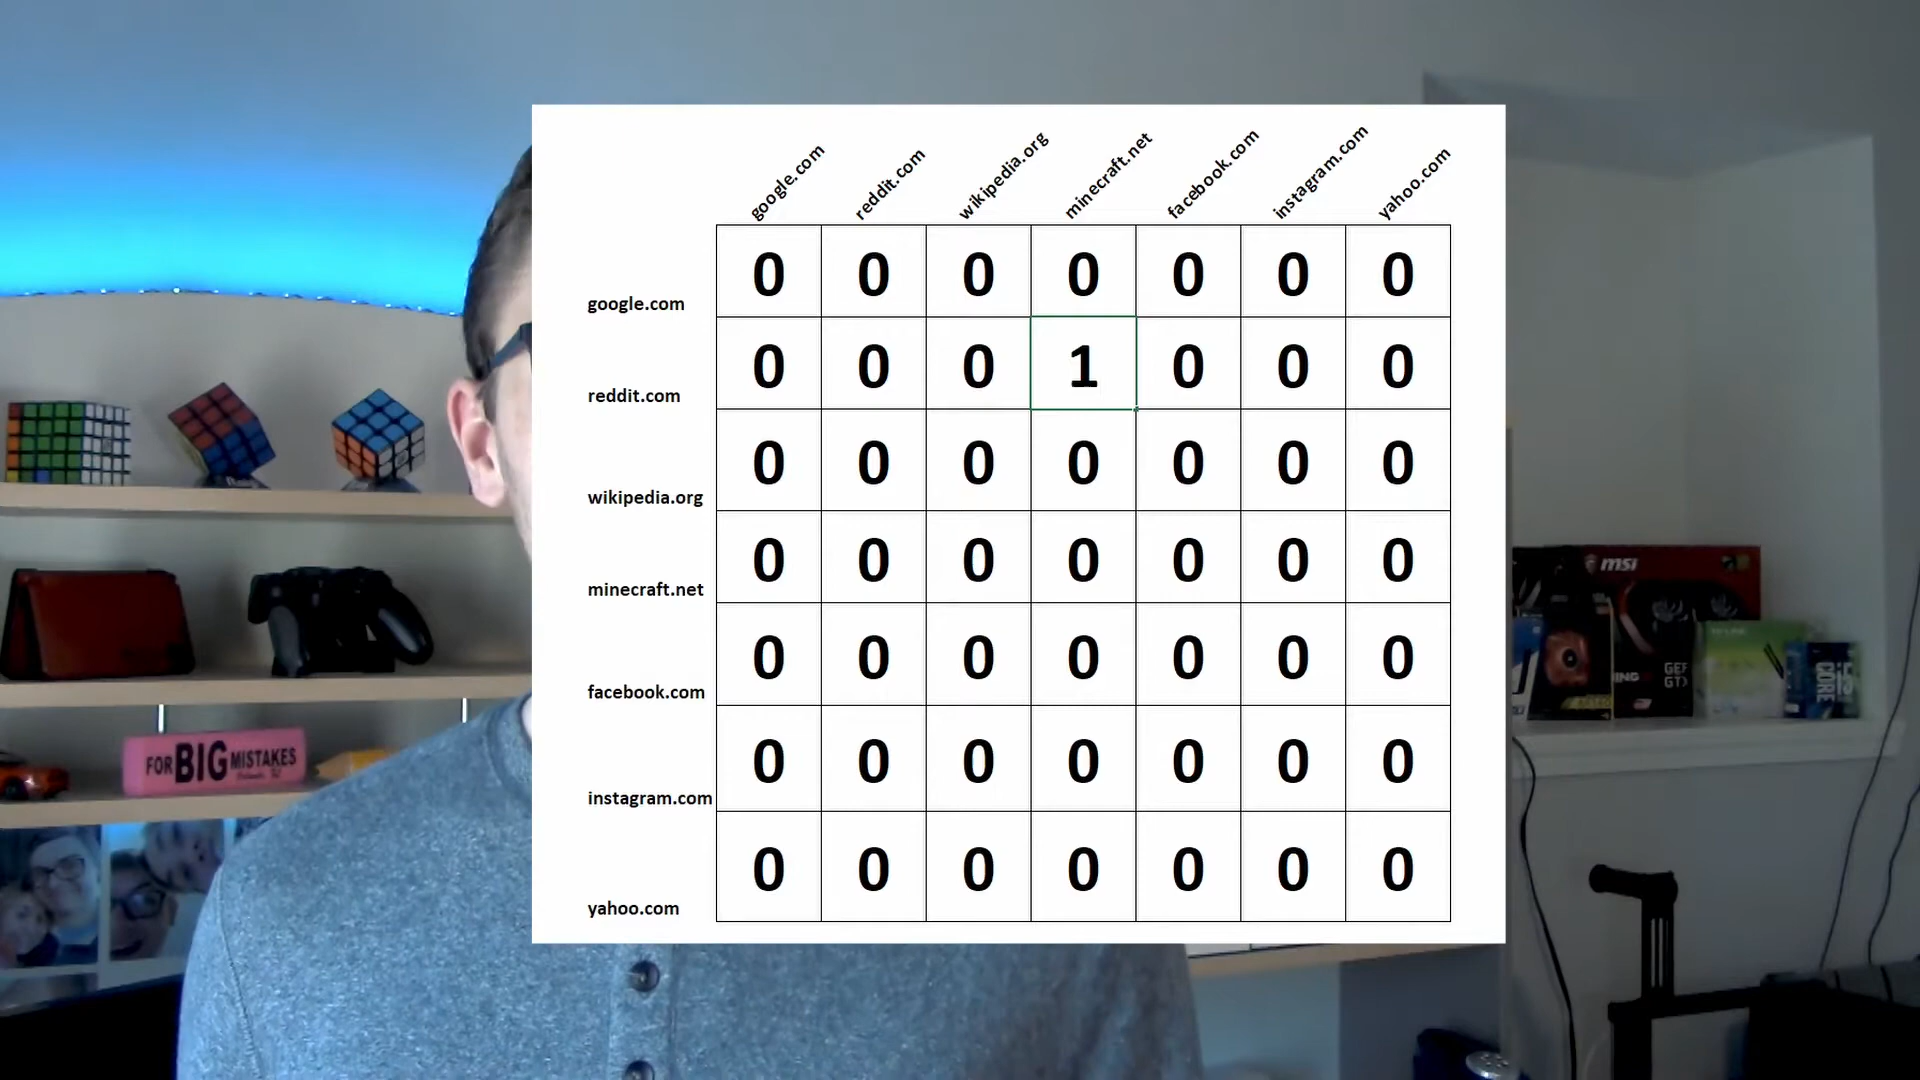 google.com reddit.com wikipedia.org minecraft.net facebook.com instagram.com yahoo.com
google.com 0 0 0 0 0 0 0
reddit.com 0 0 0 1 0 0 0
wikipedia.org 0 0 0 0 0 0 0
minecraft.net 0 0 0 0 0 0 0
facebook.com 0 0 0 0 0 0 0
instagram.com 0 0 0 0 0 0 0
yahoo.com 0 0 0 0 0 0 0
FOR BIG MISTAKES
msi
GTX
CORE